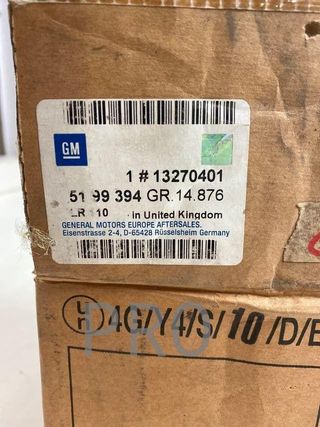 GM
1 # 13270401
51 99 394 GR.14.876
in United Kingdom
GENERAL MOTORS EUROPE AFTERSALES.
Eisenstrasse 2-4, D-65428 Rüsselsheim Germany
u
n 4G/Y4/S/10/D/E
PRO